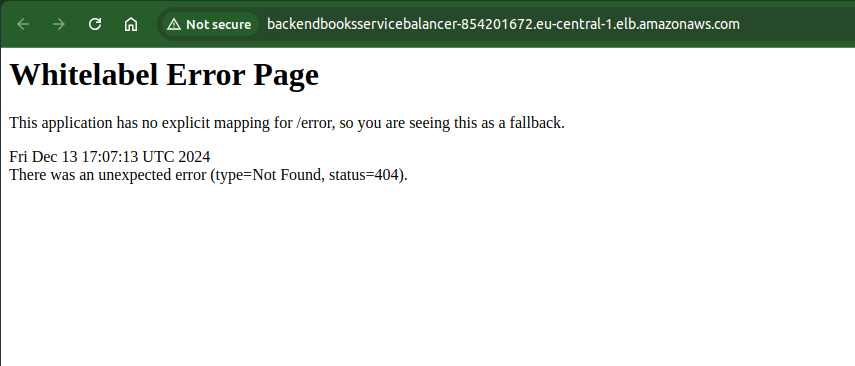 Not secure backendbooksservicebalancer-854201672.eu-central-1.elb.amazonaws.com
Whitelabel Error Page
This application has no explicit mapping for /error, so you are seeing this as a fallback.
Fri Dec 13 17:07:13 UTC 2024
There was an unexpected error (type=Not Found, status=404).